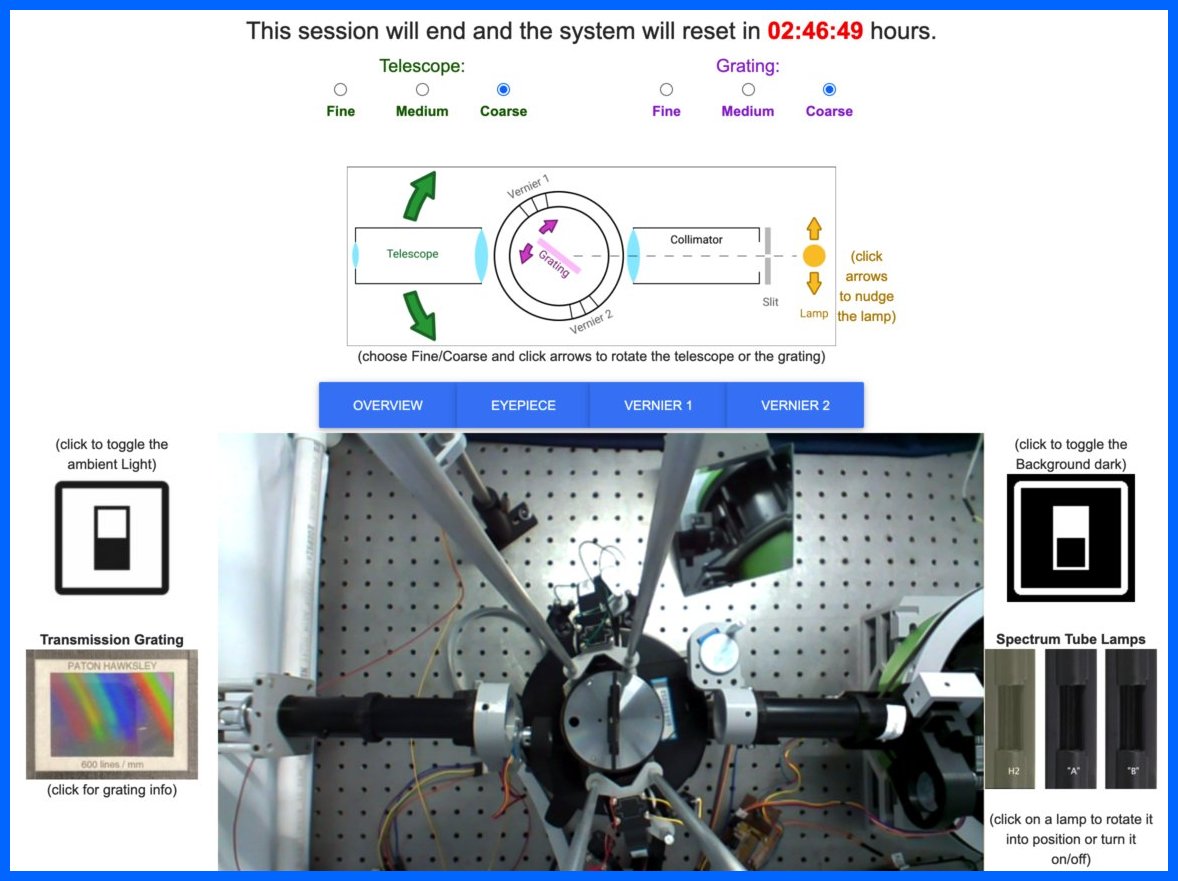 This session will end and the system will reset in 02:46:49 hours.
Telescope: Grating:
Fine Medium Coarse Fine Medium Coarse
Vernier 1
Telescope
Grating
Collimator
Slit
Vernier 2
Lamp
(click
arrows
to nudge
the lamp)
(choose Fine/Coarse and click arrows to rotate the telescope or the grating)
OVERVIEW EYEPIECE VERNIER 1 VERNIER 2
(click to toggle the
ambient Light)
Transmission Grating
PATON HAWKSLEY
600 lines / mm
(click for grating info)
(click to toggle the
Background dark)
Spectrum Tube Lamps
H2 "A" "B"
(click on a lamp to rotate it
into position or turn it
on/off)